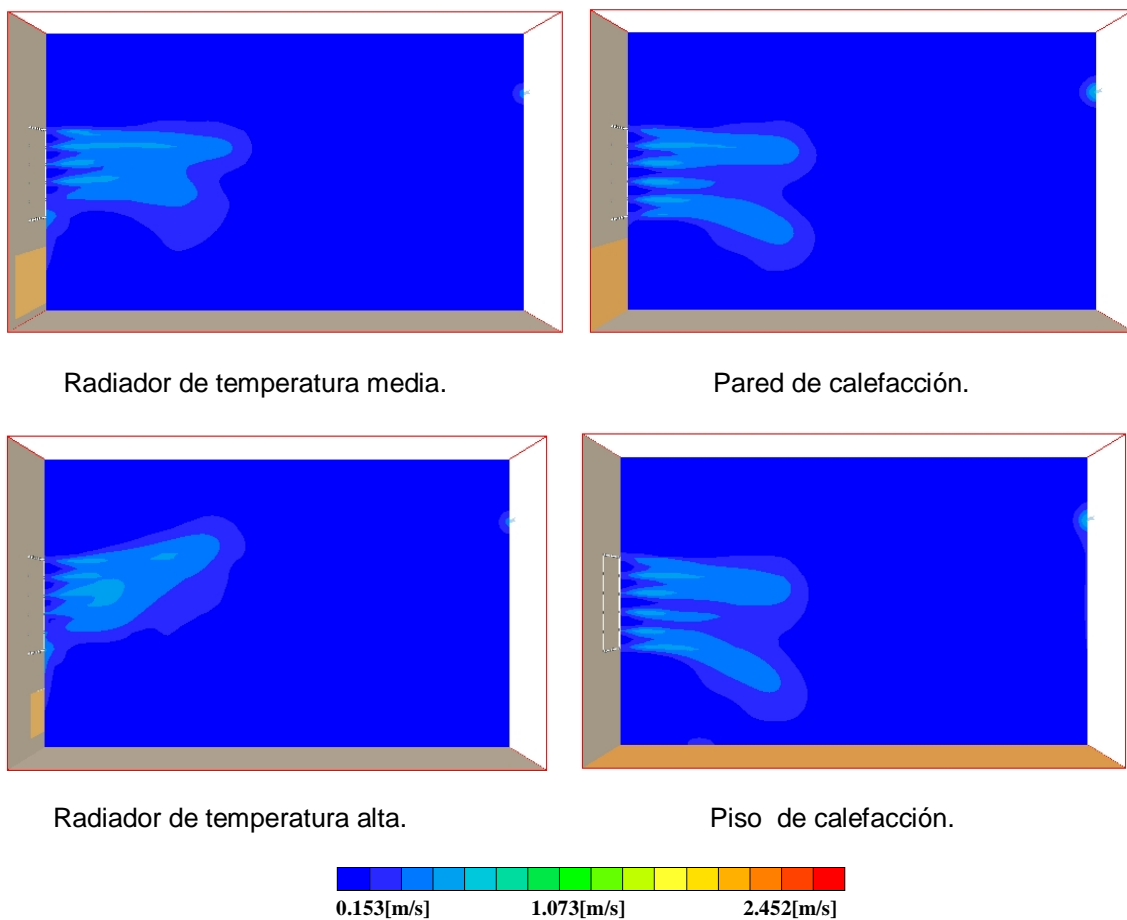 Radiador de temperatura media.
Pared de calefacción.
Radiador de temperatura alta.
Piso de calefacción.
0.153[m/s] 1.073[m/s] 2.452[m/s]